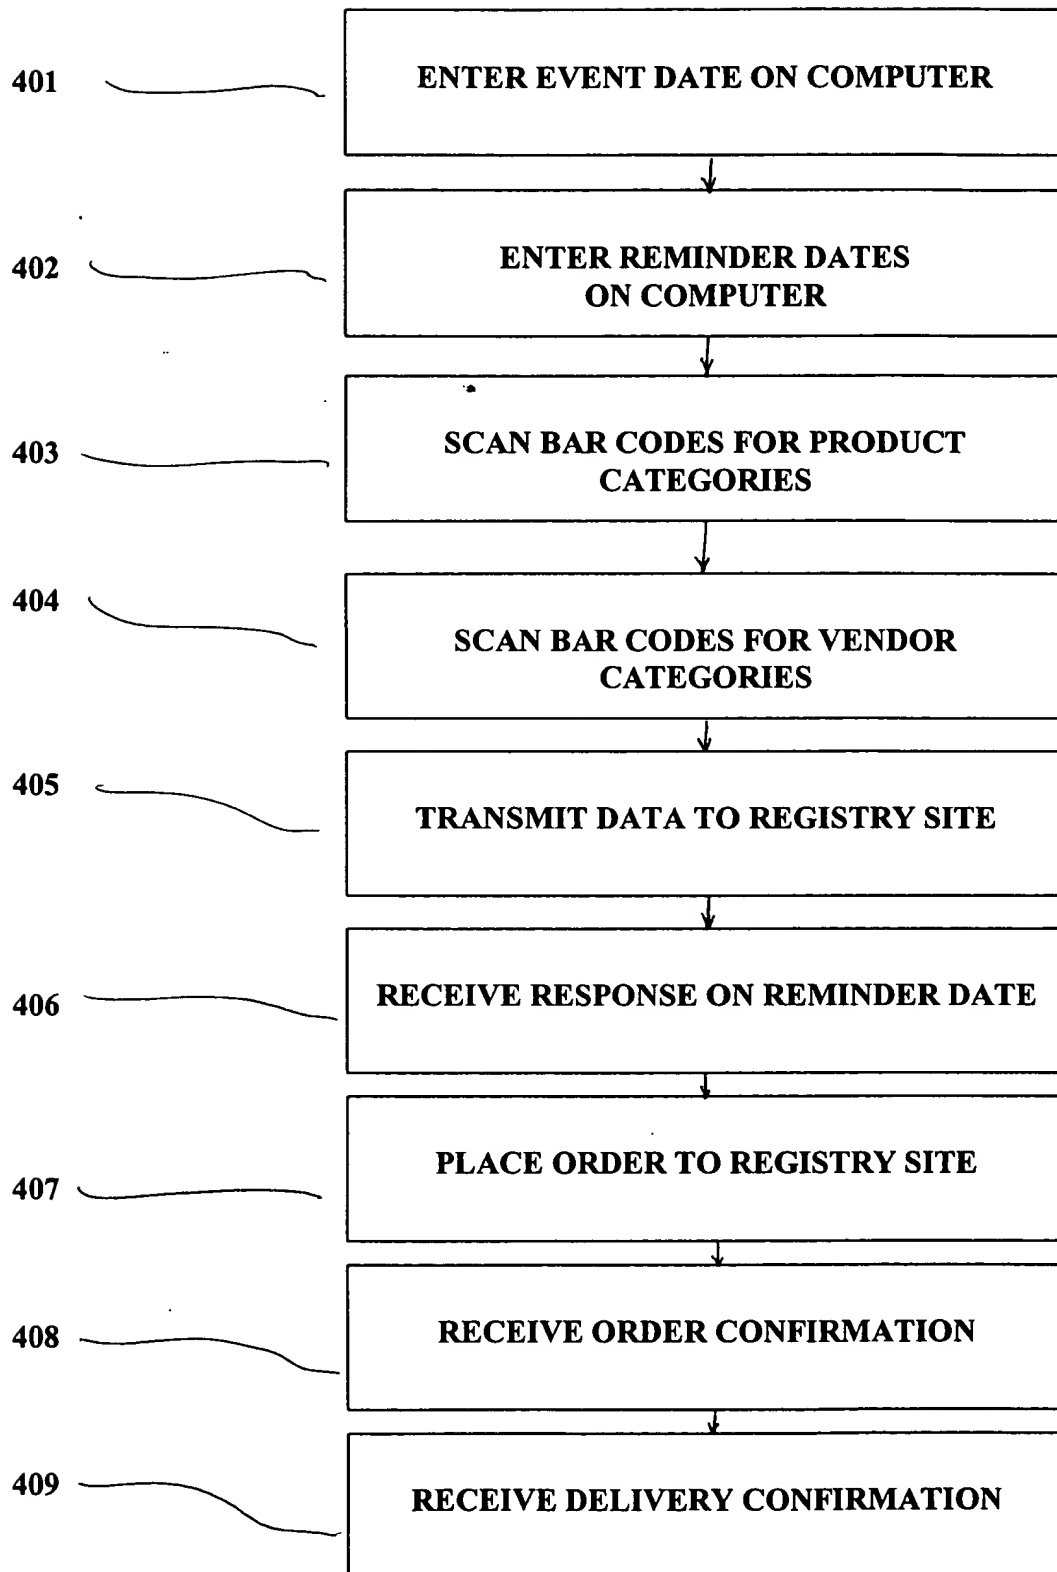 401
ENTER EVENT DATE ON COMPUTER
402
ENTER REMINDER DATES
ON COMPUTER
403
SCAN BAR CODES FOR PRODUCT
CATEGORIES
404
SCAN BAR CODES FOR VENDOR
CATEGORIES
405
TRANSMIT DATA TO REGISTRY SITE
406
RECEIVE RESPONSE ON REMINDER DATE
407
PLACE ORDER TO REGISTRY SITE
408
RECEIVE ORDER CONFIRMATION
409
RECEIVE DELIVERY CONFIRMATION